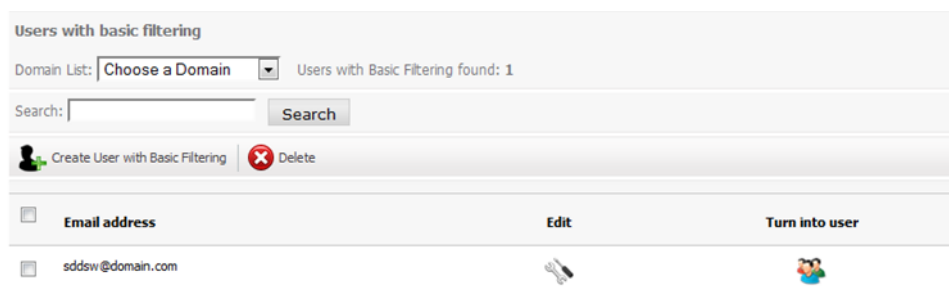 Users with basic filtering
Domain List: Choose a Domain Users with Basic Filtering found: 1
Search: Search
Create User with Basic Filtering Delete
Email address Edit Turn into user
sddsw@domain.com